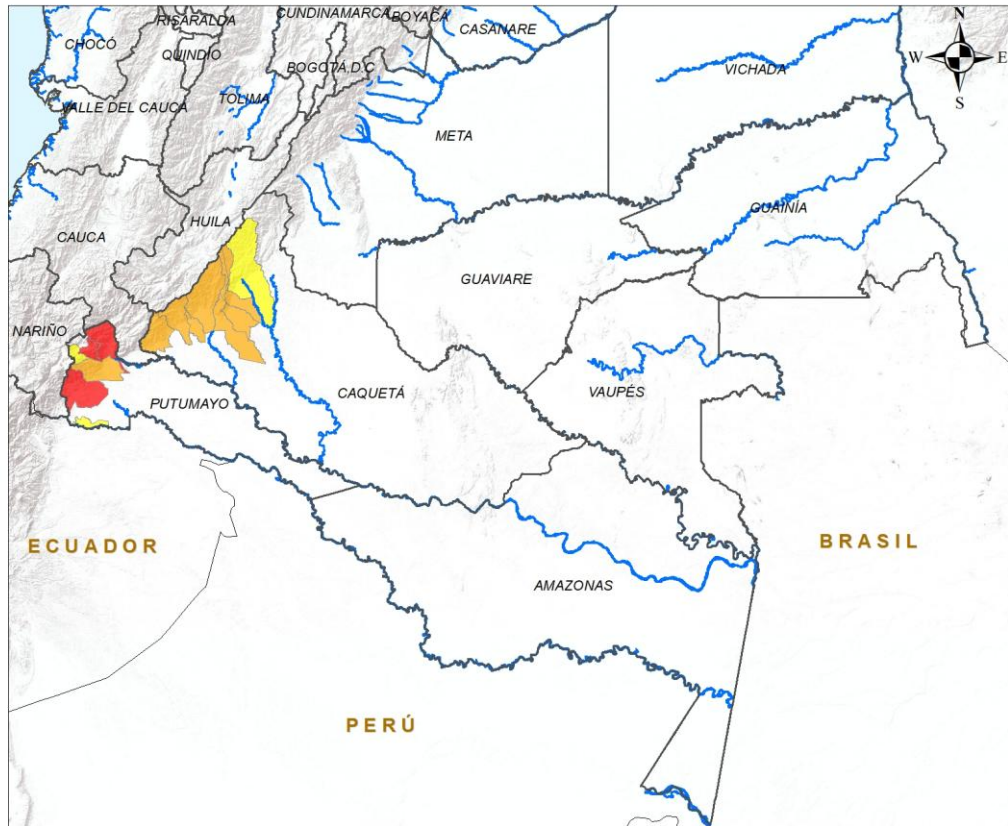 CUNDINAMARCA
BOYACÁ
RISARALDA
CASANARE
N
CHOCÓ
QUINDÍO
BOGOTÁ D.C
W
E
VICHADA
S
VALLE DEL CAUCA
TOLIMA
META
GUAINÍA
HUILA
CAUCA
GUAVIARE
NARIÑO
CAQUETÁ
VAUPÉS
PUTUMAYO
ECUADOR
BRASIL
AMAZONAS
PERÚ